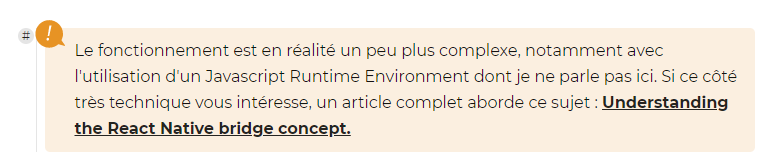 #
!
Le fonctionnement est en réalité un peu plus complexe, notamment avec
l'utilisation d'un Javascript Runtime Environment dont je ne parle pas ici. Si ce côté
très technique vous intéresse, un article complet aborde ce sujet : Understanding
the React Native bridge concept.